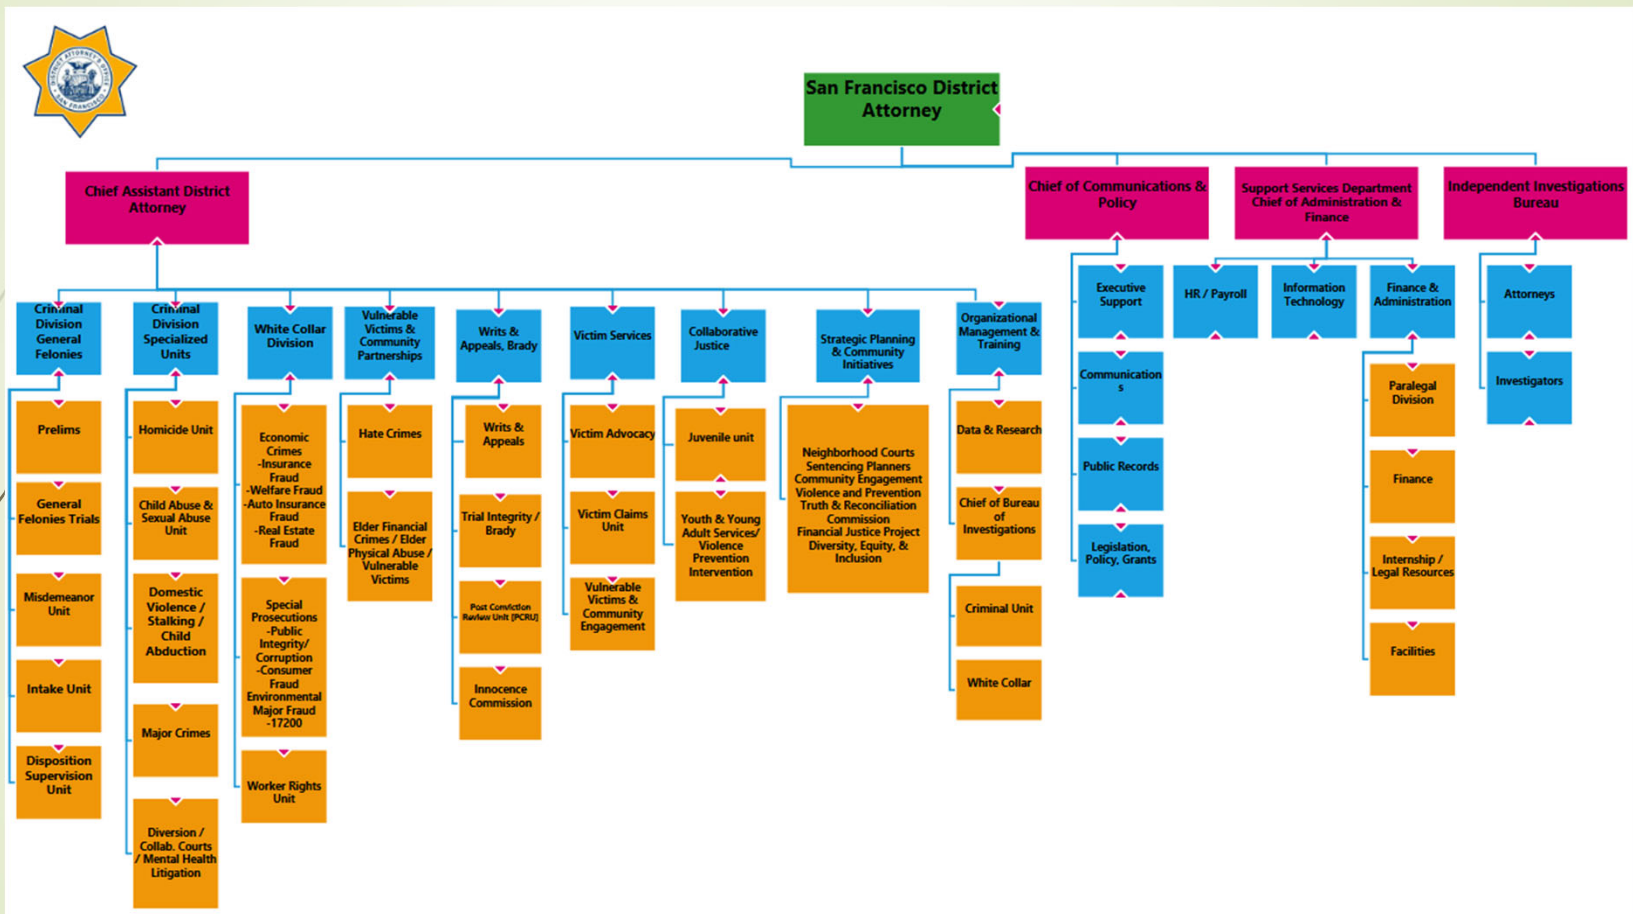 DISTRICT ATTORNEY'S OFFICE
SAN FRANCISCO
San Francisco District
Attorney
Chief Assistant District
Attorney
Chief of Communications &
Policy
Support Services Department
Chief of Administration &
Finance
Independent Investigations
Bureau
Criminal
Division
General
Felonies
Criminal
Division
Specialized
Units
White Collar
Division
Vulnerable
Victims &
Community
Partnerships
Writs &
Appeals, Brady
Victim Services
Collaborative
Justice
Strategic Planning
& Community
Initiatives
Organizational
Management &
Training
Executive
Support
HR / Payroll
Information
Technology
Finance &
Administration
Attorneys
Prelims
General
Felonies Trials
Misdemeanor
Unit
Intake Unit
Disposition
Supervision
Unit
Homicide Unit
Child Abuse &
Sexual Abuse
Unit
Domestic
Violence /
Stalking /
Child
Abduction
Major Crimes
Diversion /
Collab. Courts
/ Mental Health
Litigation
Economic
Crimes
-Insurance
Fraud
-Welfare Fraud
-Auto Insurance
Fraud
-Real Estate
Fraud
Special
Prosecutions
-Public
Integrity/
Corruption
-Consumer
Fraud
Environmental
Major Fraud
-17200
Worker Rights
Unit
Hate Crimes
Elder Financial
Crimes / Elder
Physical Abuse /
Vulnerable
Victims
Writs &
Appeals
Trial Integrity /
Brady
Post Conviction
Review Unit [PCRU]
Innocence
Commission
Victim Advocacy
Victim Claims
Unit
Vulnerable
Victims &
Community
Engagement
Juvenile unit
Youth & Young
Adult Services/
Violence
Prevention
Intervention
Neighborhood Courts
Sentencing Planners
Community Engagement
Violence and Prevention
Truth & Reconciliation
Commission
Financial Justice Project
Diversity, Equity, &
Inclusion
Data & Research
Chief of Bureau
of
Investigations
Criminal Unit
White Collar
Communication
s
Public Records
Legislation,
Policy, Grants
Paralegal
Division
Finance
Internship /
Legal Resources
Facilities
Investigators